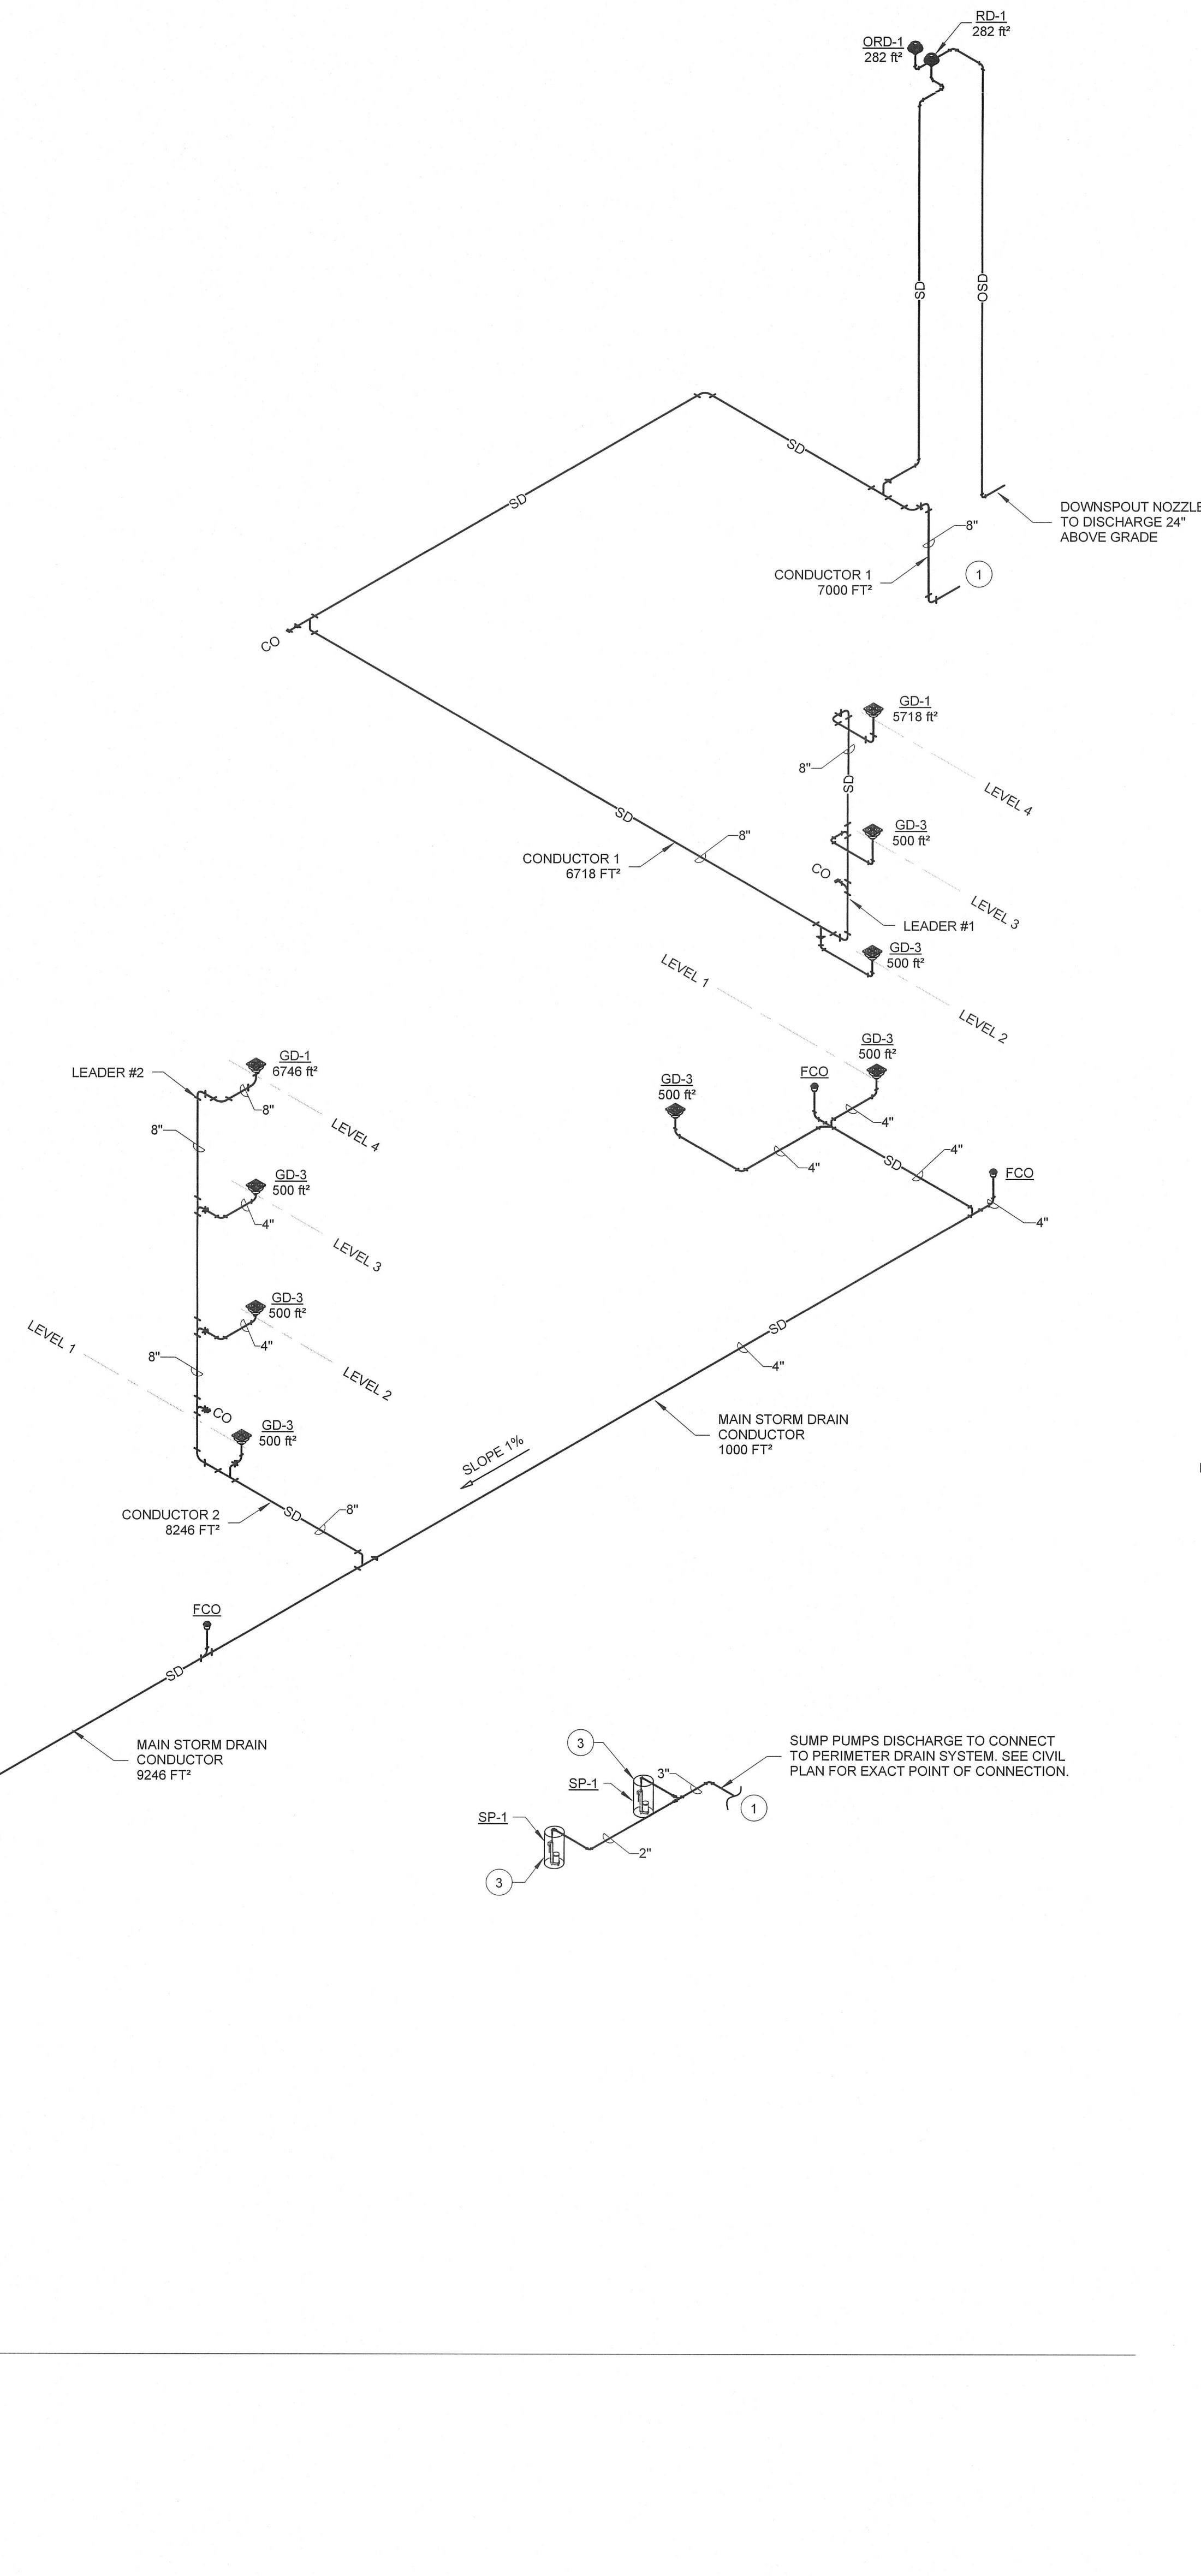 RD-1
282 ft²
ORD-1
282 ft²
SD
OSD
SD
SD
DOWNSPOUT NOZZLE
TO DISCHARGE 24"
ABOVE GRADE
8"
CONDUCTOR 1
7000 FT²
1
CO
GD-1
5718 ft²
8"
SD
LEVEL 4
SD
8"
GD-3
500 ft²
CONDUCTOR 1
6718 FT²
CO
LEVEL 3
LEADER #1
GD-3
500 ft²
LEVEL 1
LEVEL 2
GD-3
500 ft²
FCO
GD-3
500 ft²
4"
4"
SD
4"
FCO
4"
GD-1
6746 ft²
LEADER #2
8"
8"
LEVEL 4
GD-3
500 ft²
4"
LEVEL 3
GD-3
500 ft²
4"
LEVEL 1
8"
LEVEL 2
CO
GD-3
500 ft²
SD
4"
MAIN STORM DRAIN
CONDUCTOR
1000 FT²
SLOPE 1%
CONDUCTOR 2
8246 FT²
SD
8"
FCO
SD
MAIN STORM DRAIN
CONDUCTOR
9246 FT²
3
SP-1
3"
SUMP PUMPS DISCHARGE TO CONNECT
TO PERIMETER DRAIN SYSTEM. SEE CIVIL
PLAN FOR EXACT POINT OF CONNECTION.
1
SP-1
2"
3